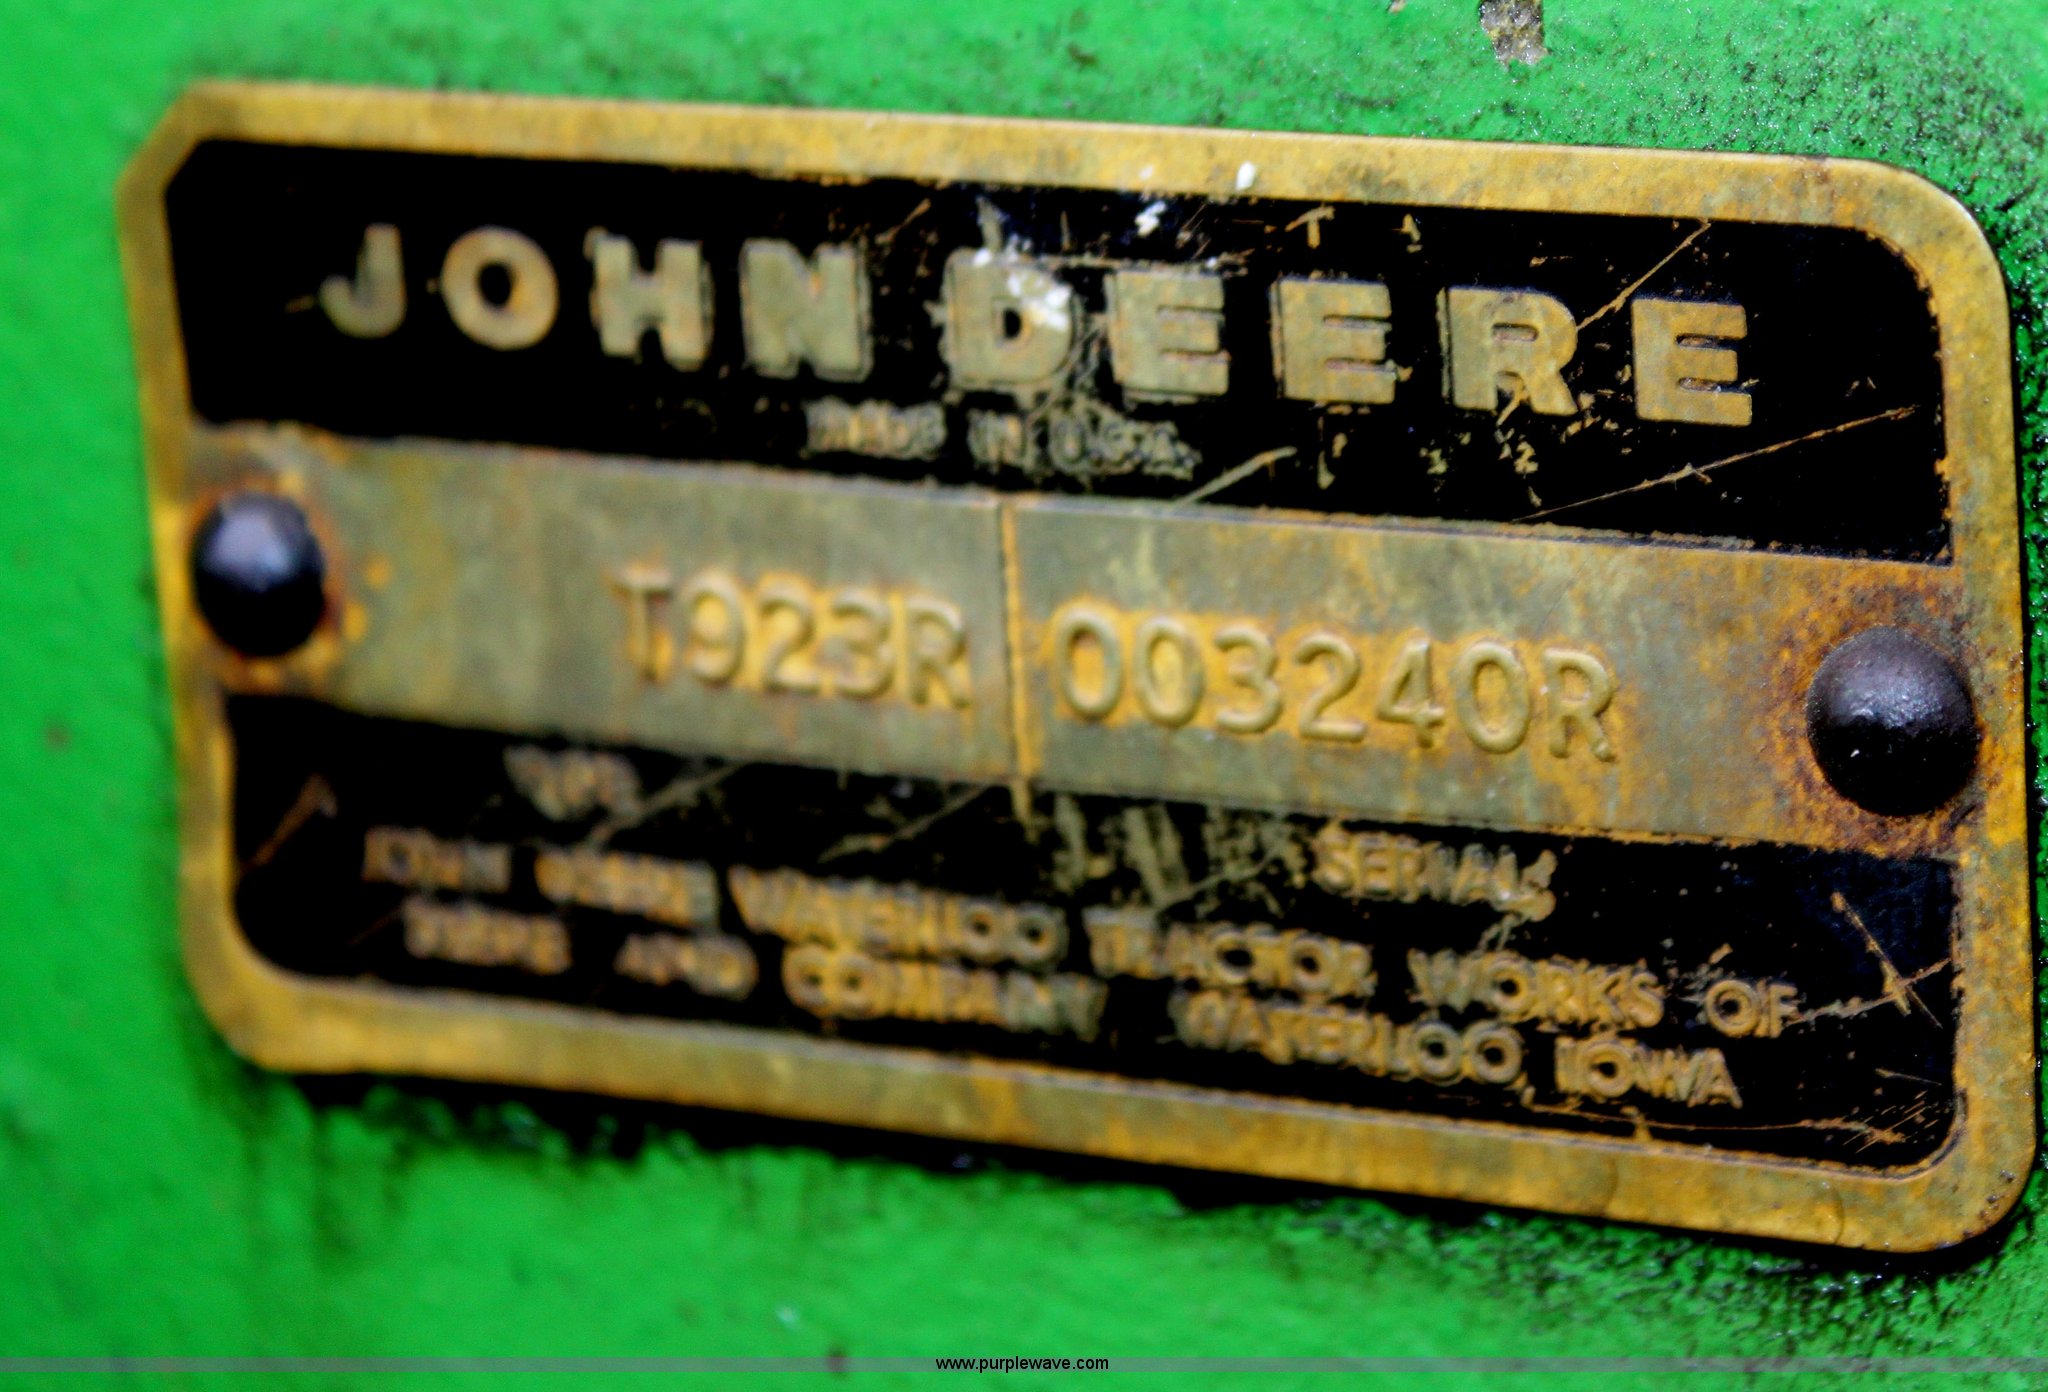 JOHN DEERE
MADE IN U.S.A.
T923R 003240R
TYPE
SERIAL
JOHN DEERE WATERLOO TRACTOR WORKS OF
DEERE AND COMPANY WATERLOO, IOWA
www.purplewave.com